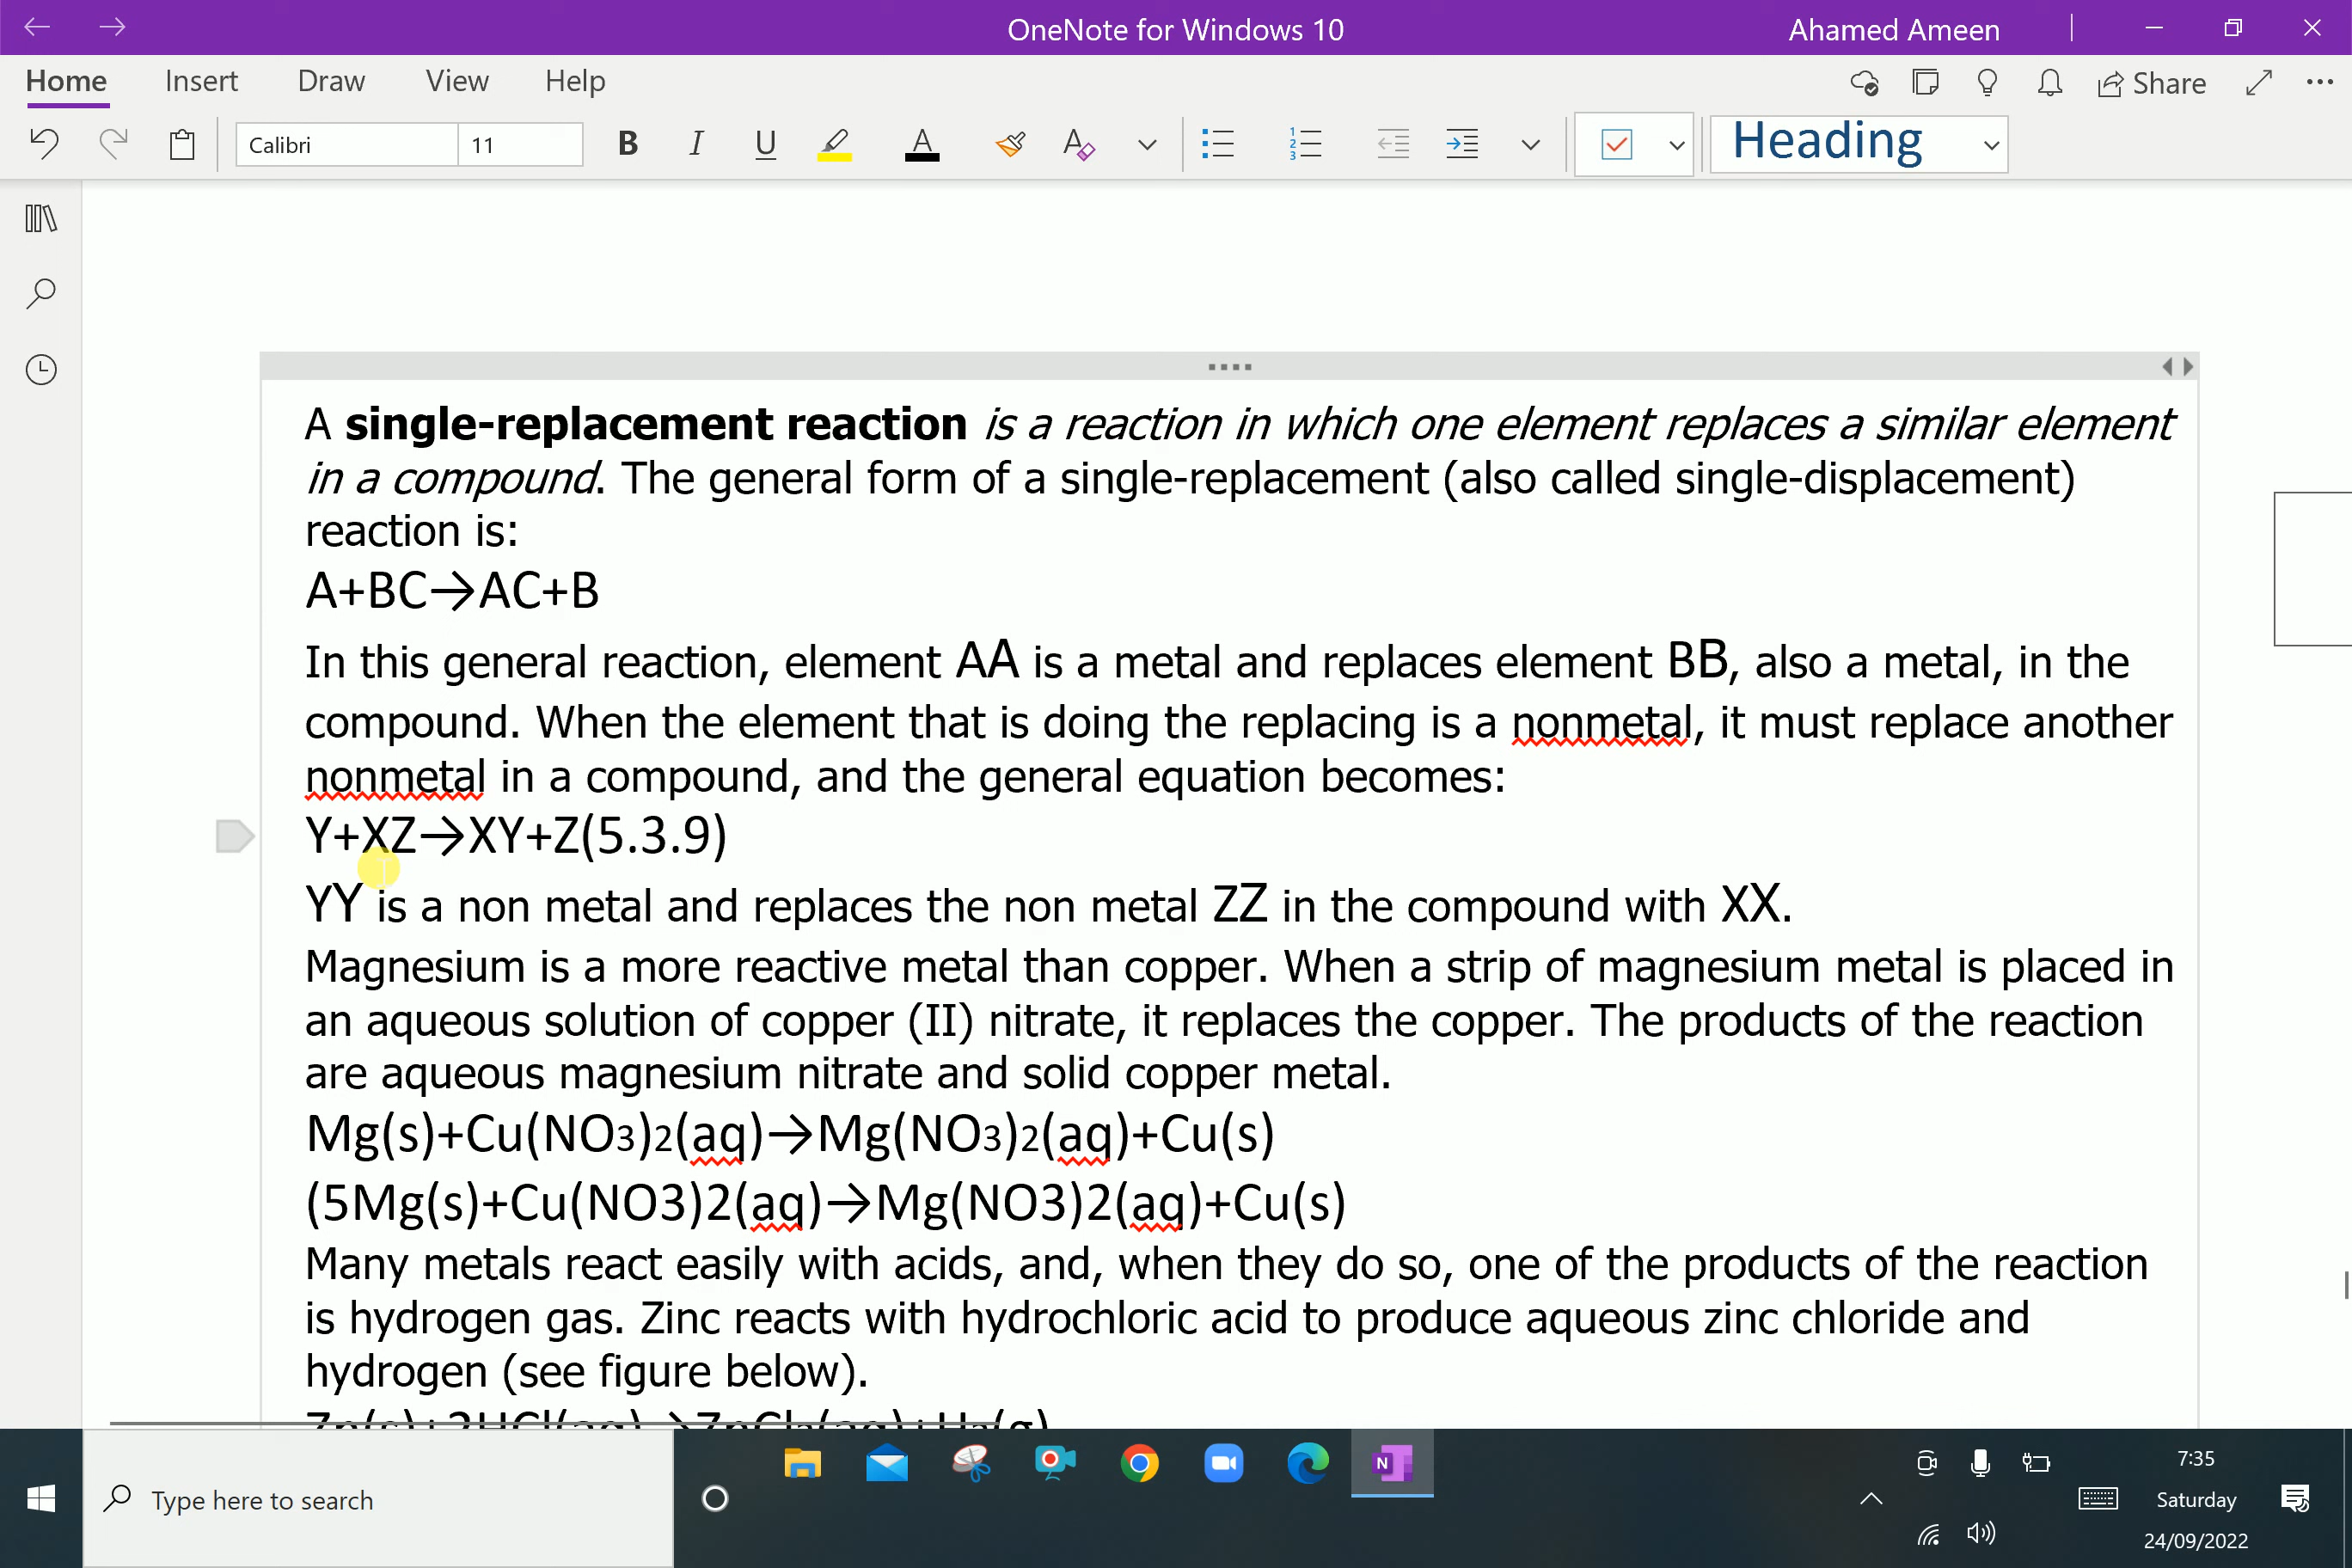 OneNote for Windows 10
Ahamed Ameen
Home Insert Draw View Help
Share
Calibri 11 B I U A A Heading
A single-replacement reaction is a reaction in which one element replaces a similar element
in a compound. The general form of a single-replacement (also called single-displacement)
reaction is:
A+BC→AC+B
In this general reaction, element AA is a metal and replaces element BB, also a metal, in the
compound. When the element that is doing the replacing is a nonmetal, it must replace another
nonmetal in a compound, and the general equation becomes:
Y+XZ→XY+Z(5.3.9)
YY is a non metal and replaces the non metal ZZ in the compound with XX.
Magnesium is a more reactive metal than copper. When a strip of magnesium metal is placed in
an aqueous solution of copper (II) nitrate, it replaces the copper. The products of the reaction
are aqueous magnesium nitrate and solid copper metal.
Mg(s)+Cu(NO3)2(aq)→Mg(NO3)2(aq)+Cu(s)
(5Mg(s)+Cu(NO3)2(aq)→Mg(NO3)2(aq)+Cu(s)
Many metals react easily with acids, and, when they do so, one of the products of the reaction
is hydrogen gas. Zinc reacts with hydrochloric acid to produce aqueous zinc chloride and
hydrogen (see figure below).
Zn(s)+2HCl(aq)→ZnCl2(aq)+H2(g)
Type here to search
N
7:35
Saturday
24/09/2022